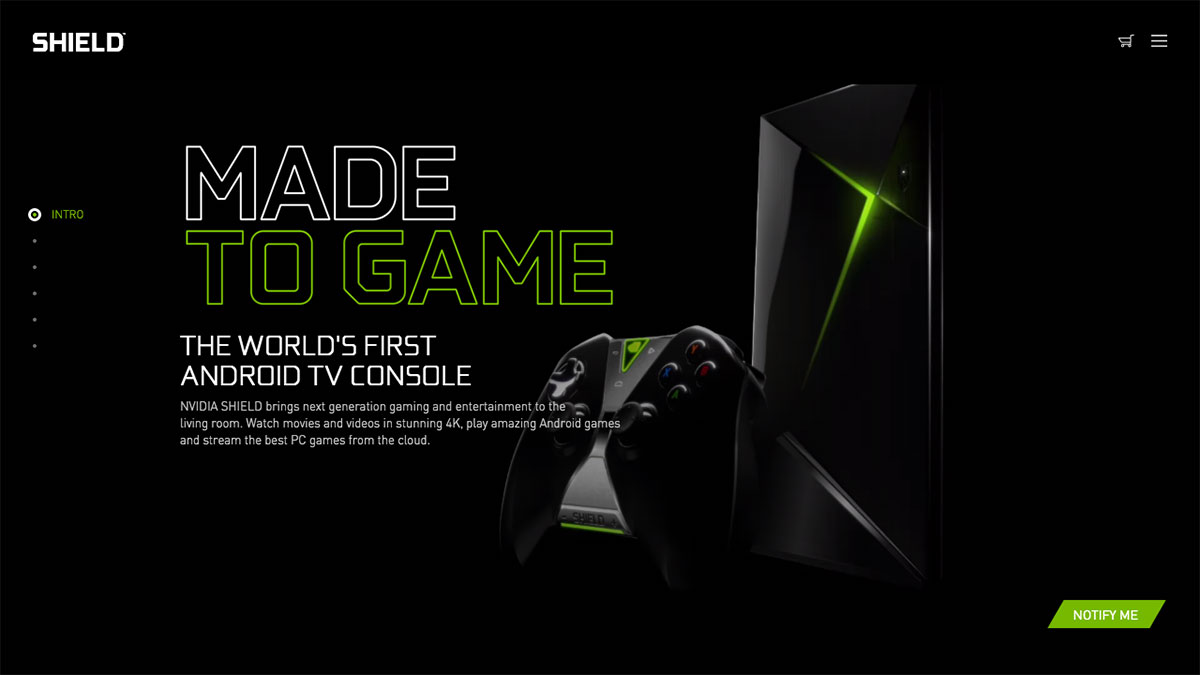 SHIELD
INTRO
MADE
TO GAME
THE WORLD'S FIRST
ANDROID TV CONSOLE
NVIDIA SHIELD brings next generation gaming and entertainment to the
living room. Watch movies and videos in stunning 4K, play amazing Android games
and stream the best PC games from the cloud.
Y
X
B
A
- SHIELD +
NOTIFY ME